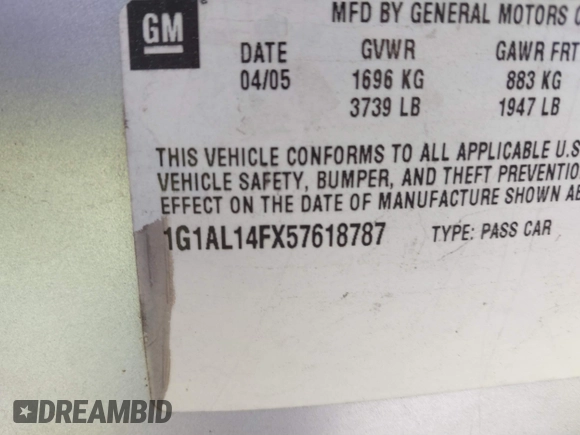 GM
MFD BY GENERAL MOTORS C
DATE GVWR GAWR FRT
04/05 1696 KG 883 KG
3739 LB 1947 LB
THIS VEHICLE CONFORMS TO ALL APPLICABLE U.S
VEHICLE SAFETY, BUMPER, AND THEFT PREVENTION
EFFECT ON THE DATE OF MANUFACTURE SHOWN AB
1G1AL14FX57618787 TYPE: PASS CAR
DREAMBID